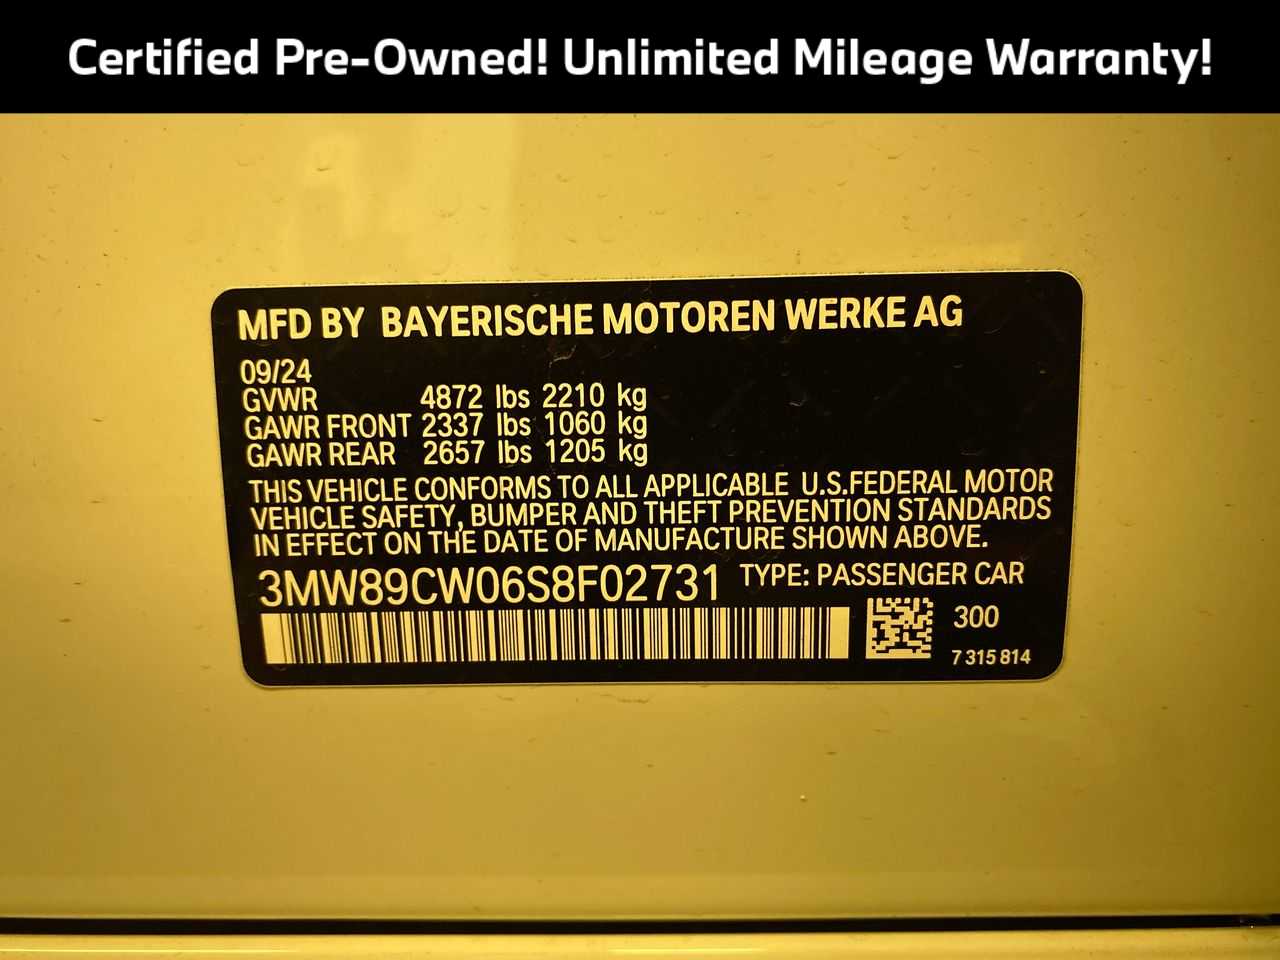 Certified Pre-Owned! Unlimited Mileage Warranty!
MFD BY BAYERISCHE MOTOREN WERKE AG
09/24
GVWR 4872 lbs 2210 kg
GAWR FRONT 2337 lbs 1060 kg
GAWR REAR 2657 lbs 1205 kg
THIS VEHICLE CONFORMS TO ALL APPLICABLE U.S.FEDERAL MOTOR
VEHICLE SAFETY, BUMPER AND THEFT PREVENTION STANDARDS
IN EFFECT ON THE DATE OF MANUFACTURE SHOWN ABOVE.
3MW89CW06S8F02731 TYPE: PASSENGER CAR
300
7 315 814